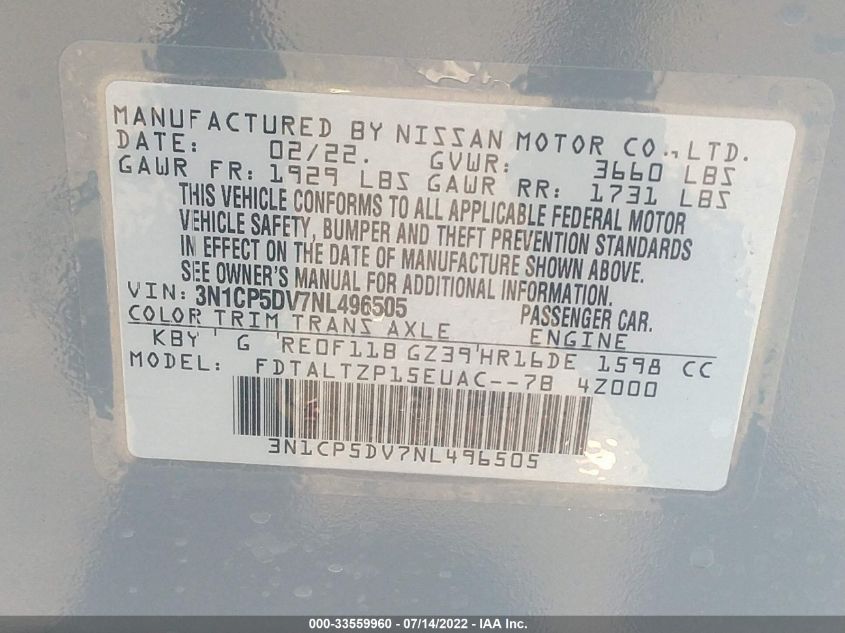 MANUFACTURED BY NISSAN MOTOR CO.,LTD.
DATE: 02/22. GVWR: 3660 LBS
GAWR FR: 1929 LBS GAWR RR: 1731 LBS
THIS VEHICLE CONFORMS TO ALL APPLICABLE FEDERAL MOTOR
VEHICLE SAFETY, BUMPER AND THEFT PREVENTION STANDARDS
IN EFFECT ON THE DATE OF MANUFACTURE SHOWN ABOVE.
SEE OWNER'S MANUAL FOR ADDITIONAL INFORMATION.
VIN: 3N1CP5DV7NL496505 PASSENGER CAR.
COLOR TRIM TRANS AXLE ENGINE
KBY ' G ' RE0F11B GZ39'HR16DE 1598 CC
MODEL: FDTALTZP15EUAC--7B 4Z000
3N1CP5DV7NL496505
000-33559960 - 07/14/2022 - IAA Inc.